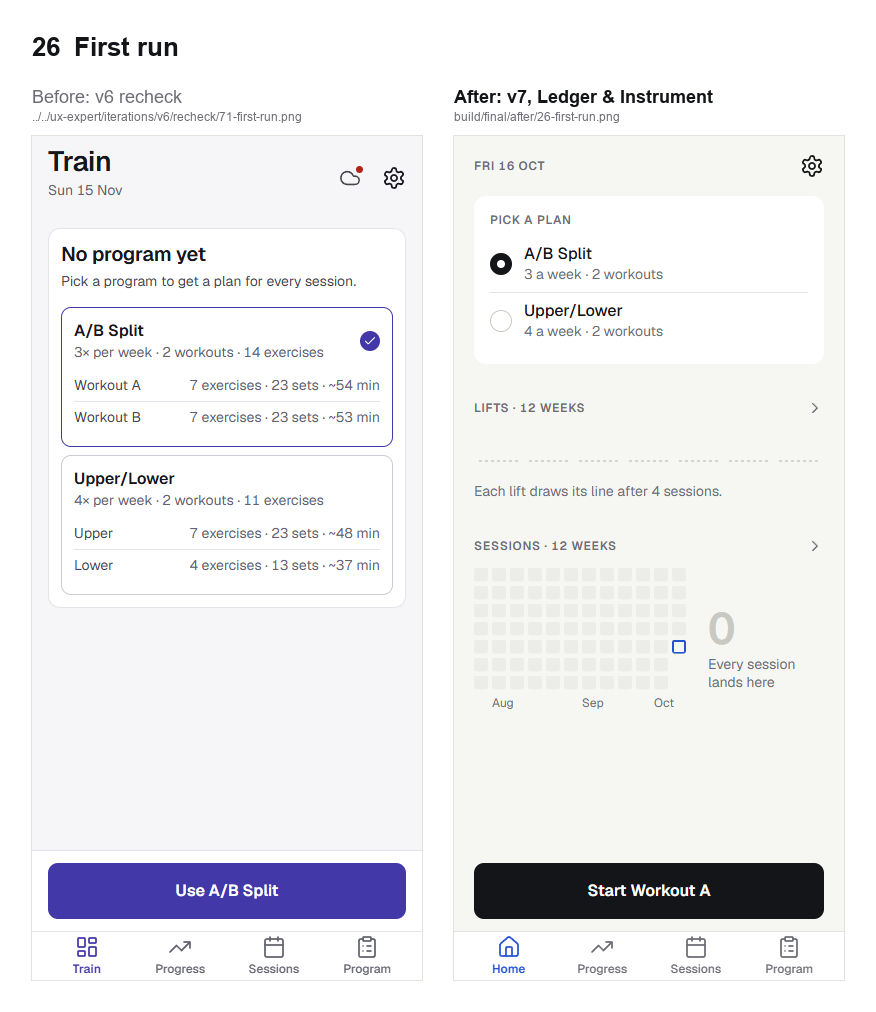 26 First run
Before: v6 recheck
../../ux-expert/iterations/v6/recheck/71-first-run.png
Train
Sun 15 Nov
No program yet
Pick a program to get a plan for every session.
A/B Split
3× per week · 2 workouts · 14 exercises
Workout A 7 exercises · 23 sets · ~54 min
Workout B 7 exercises · 23 sets · ~53 min
Upper/Lower
4× per week · 2 workouts · 11 exercises
Upper 7 exercises · 23 sets · ~48 min
Lower 4 exercises · 13 sets · ~37 min
Use A/B Split
Train Progress Sessions Program
After: v7, Ledger & Instrument
build/final/after/26-first-run.png
FRI 16 OCT
PICK A PLAN
A/B Split
3 a week · 2 workouts
Upper/Lower
4 a week · 2 workouts
LIFTS · 12 WEEKS
Each lift draws its line after 4 sessions.
SESSIONS · 12 WEEKS
0
Every session
lands here
Aug Sep Oct
Start Workout A
Home Progress Sessions Program